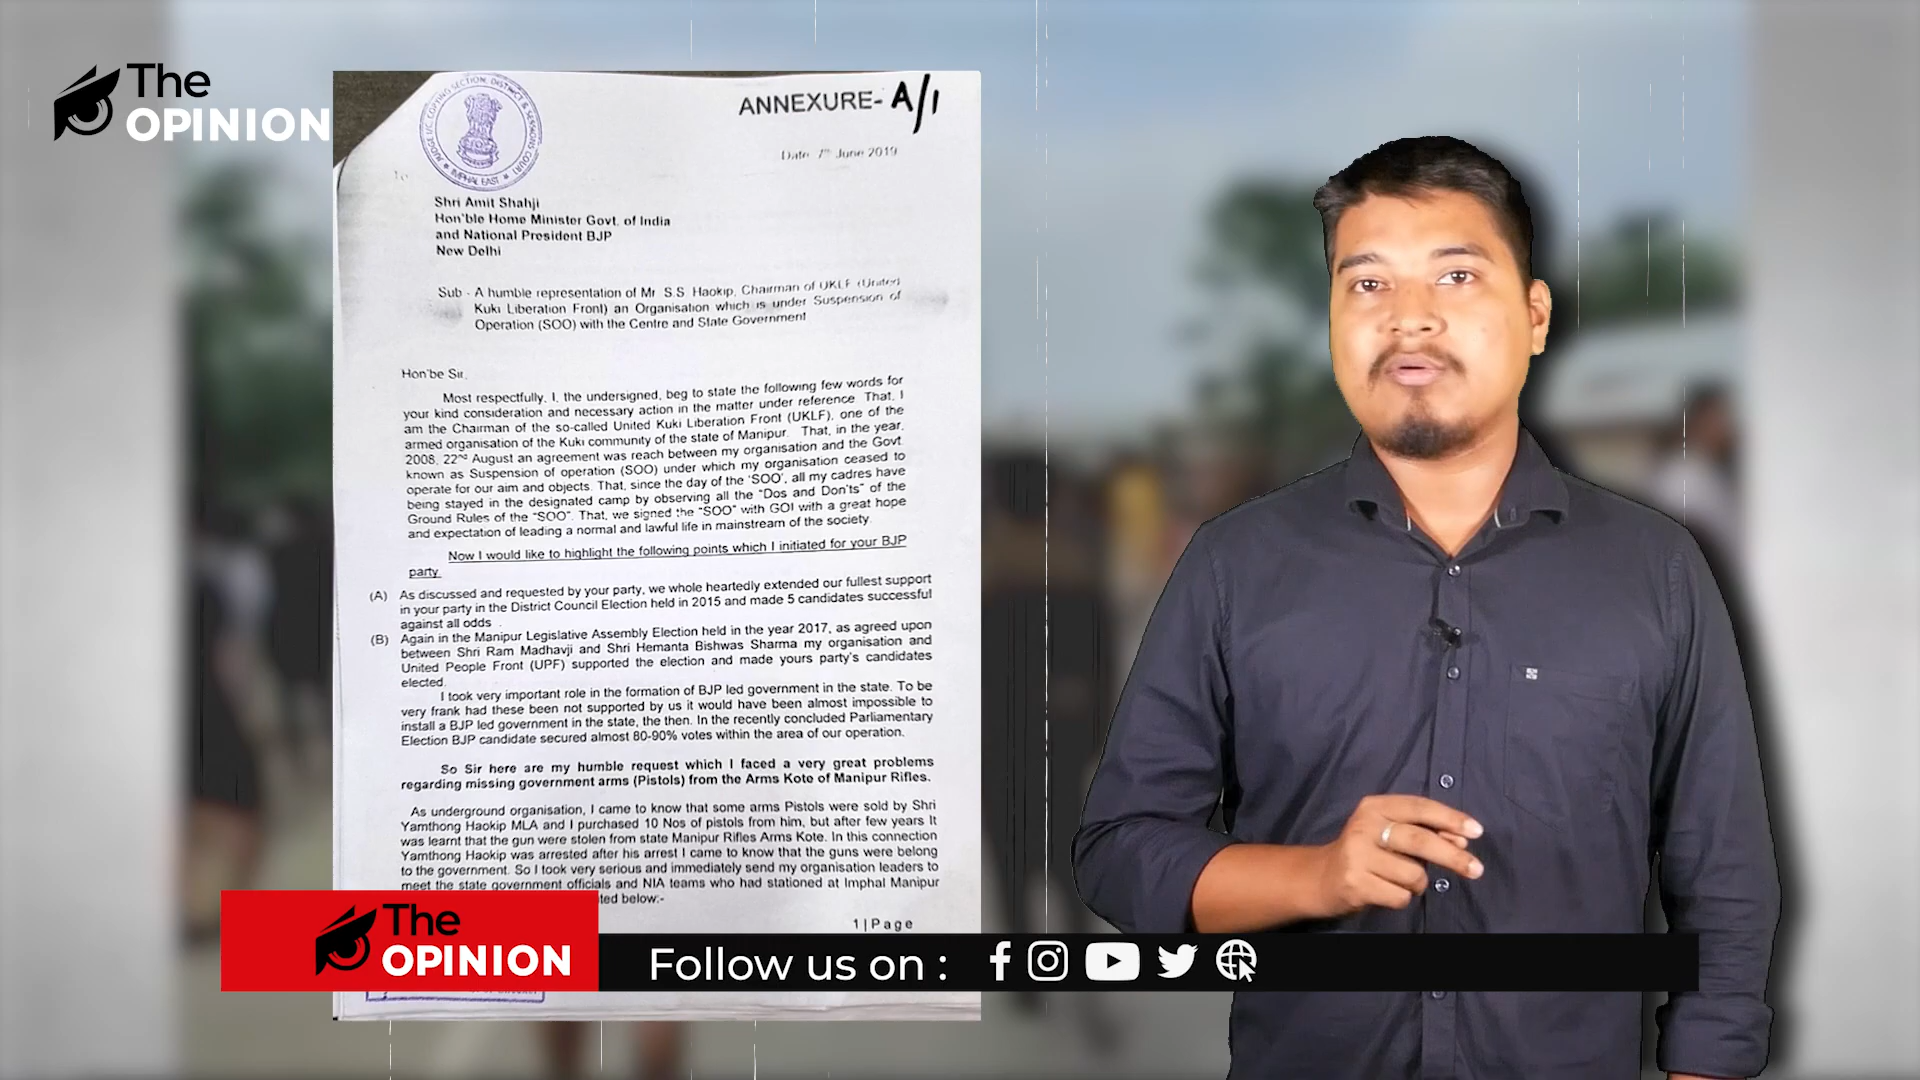 The
OPINION
JUDGE I/C, COPYING SECTION, DISTRICT & SESSIONS COURT
IMPHAL EAST
ANNEXURE- A/1
Date 7th June 2019
To
Shri Amit Shahji
Hon'ble Home Minister Govt. of India
and National President BJP
New Delhi
Sub - A humble representation of Mr S.S. Haokip, Chairman of UKLF (United
Kuki Liberation Front) an Organisation which is under Suspension of
Operation (SOO) with the Centre and State Government
Hon'be Sir,
Most respectfully, I, the undersigned, beg to state the following few words for
your kind consideration and necessary action in the matter under reference. That, I
am the Chairman of the so-called United Kuki Liberation Front (UKLF), one of the
armed organisation of the Kuki community of the state of Manipur. That, in the year,
2008, 22nd August an agreement was reach between my organisation and the Govt.
known as Suspension of operation (SOO) under which my organisation ceased to
operate for our aim and objects. That, since the day of the 'SOO', all my cadres have
being stayed in the designated camp by observing all the "Dos and Don'ts" of the
Ground Rules of the "SOO". That, we signed the "SOO" with GOI with a great hope
and expectation of leading a normal and lawful life in mainstream of the society.
Now I would like to highlight the following points which I initiated for your BJP
party
(A) As discussed and requested by your party, we whole heartedly extended our fullest support
in your party in the District Council Election held in 2015 and made 5 candidates successful
against all odds .
(B) Again in the Manipur Legislative Assembly Election held in the year 2017, as agreed upon
between Shri Ram Madhavji and Shri Hemanta Bishwas Sharma my organisation and
United People Front (UPF) supported the election and made yours party's candidates
elected.
I took very important role in the formation of BJP led government in the state. To be
very frank had these been not supported by us it would have been almost impossible to
install a BJP led government in the state, the then. In the recently concluded Parliamentary
Election BJP candidate secured almost 80-90% votes within the area of our operation.
So Sir here are my humble request which I faced a very great problems
regarding missing government arms (Pistols) from the Arms Kote of Manipur Rifles.
As underground organisation, I came to know that some arms Pistols were sold by Shri
Yamthong Haokip MLA and I purchased 10 Nos of pistols from him, but after few years It
was learnt that the gun were stolen from state Manipur Rifles Arms Kote. In this connection
Yamthong Haokip was arrested after his arrest I came to know that the guns were belong
to the government. So I took very serious and immediately send my organisation leaders to
meet the state government officials and NIA teams who had stationed at Imphal Manipur
ted below:-
1 | Page
The
OPINION
Follow us on :